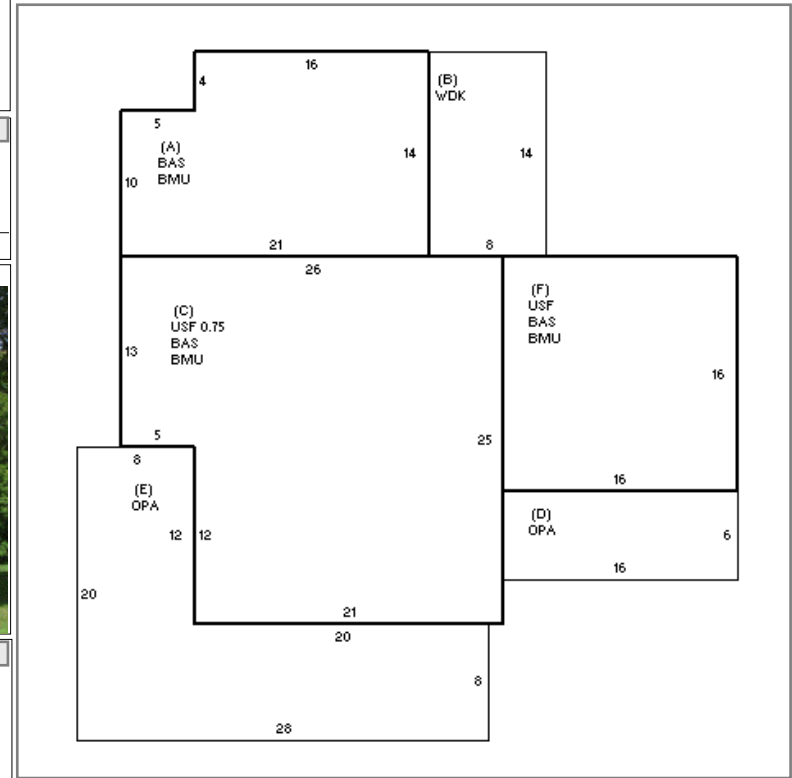 16
4
(B)
WDK
5
(A)
BAS
BMU
14
14
10
21
8
26
(C)
USF 0.75
BAS
BMU
(F)
USF
BAS
BMU
13
16
5
25
8
16
(E)
OPA
(D)
OPA
12
12
6
16
20
21
20
8
28